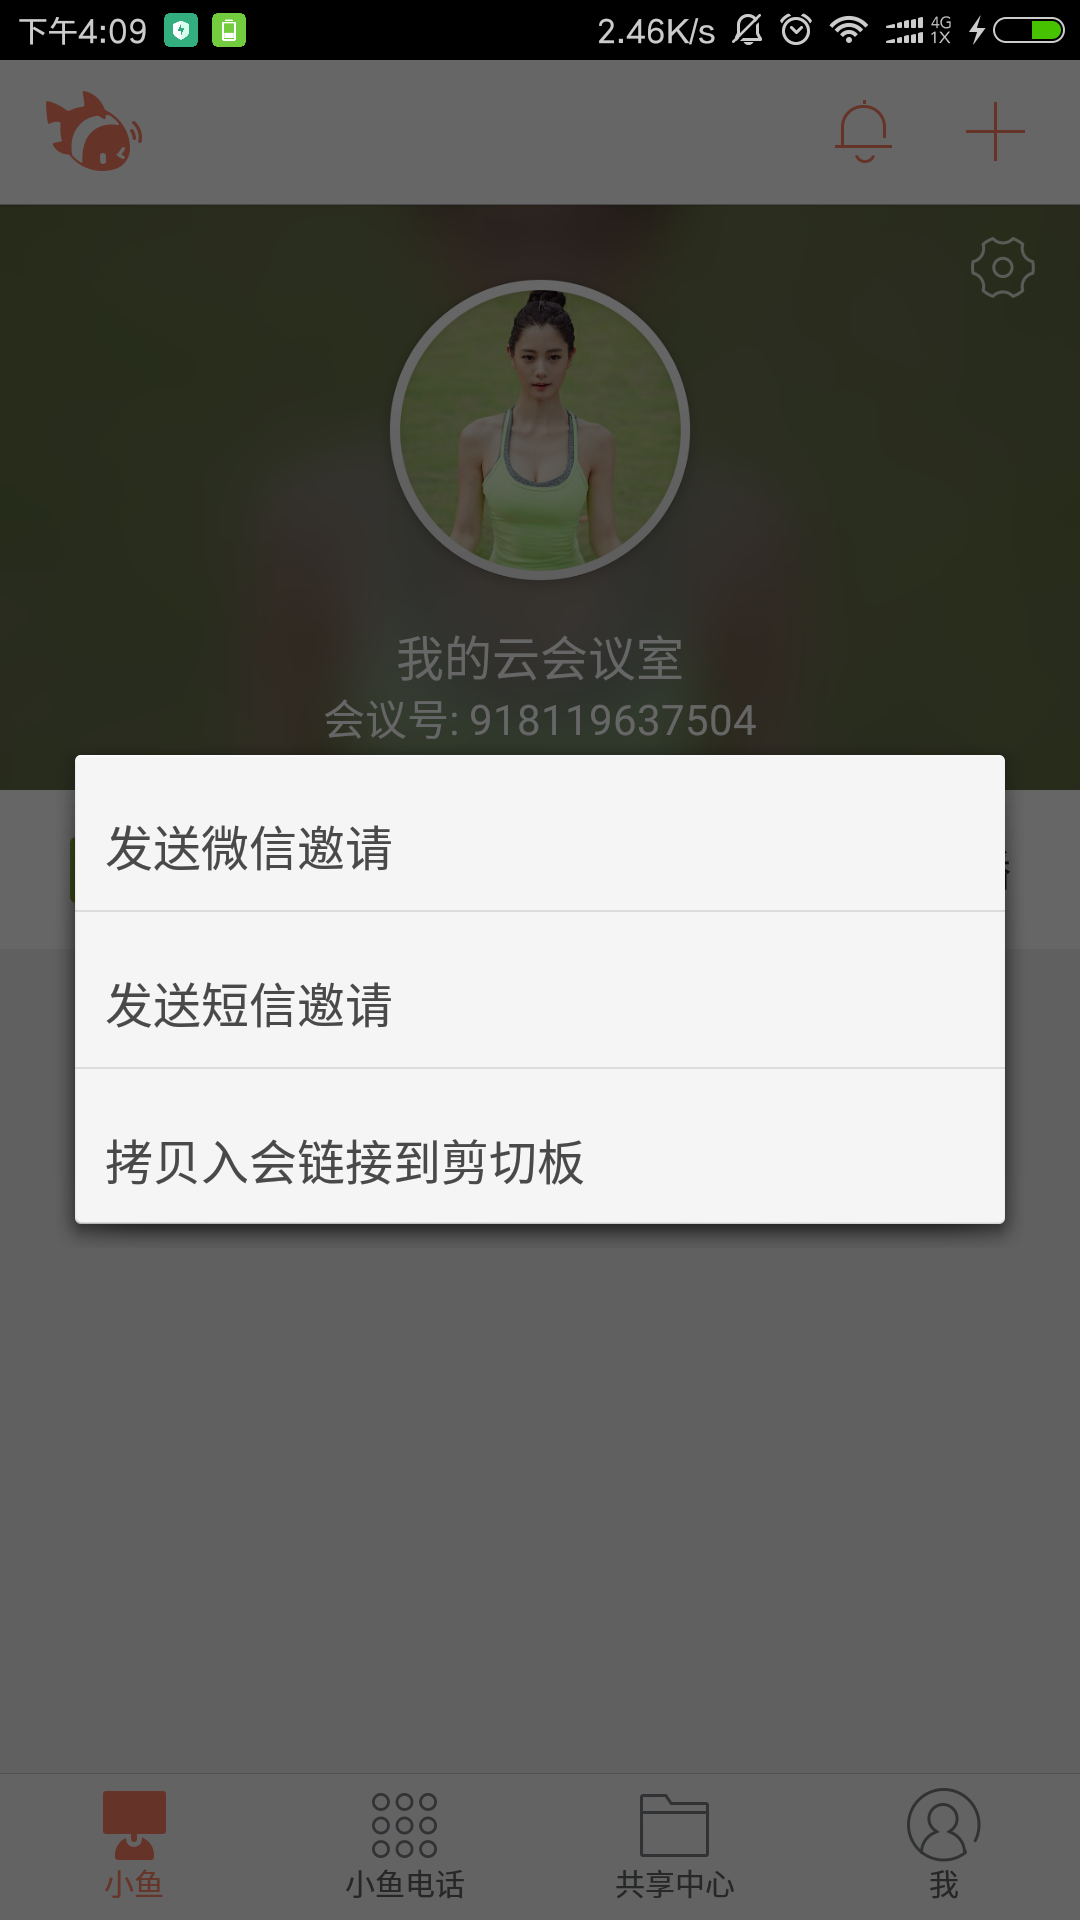 下午4:09 2.46K/s 4G 1X
我的云会议室
会议号: 918119637504
发送微信邀请
发送短信邀请
拷贝入会链接到剪切板
小鱼 小鱼电话 共享中心 我